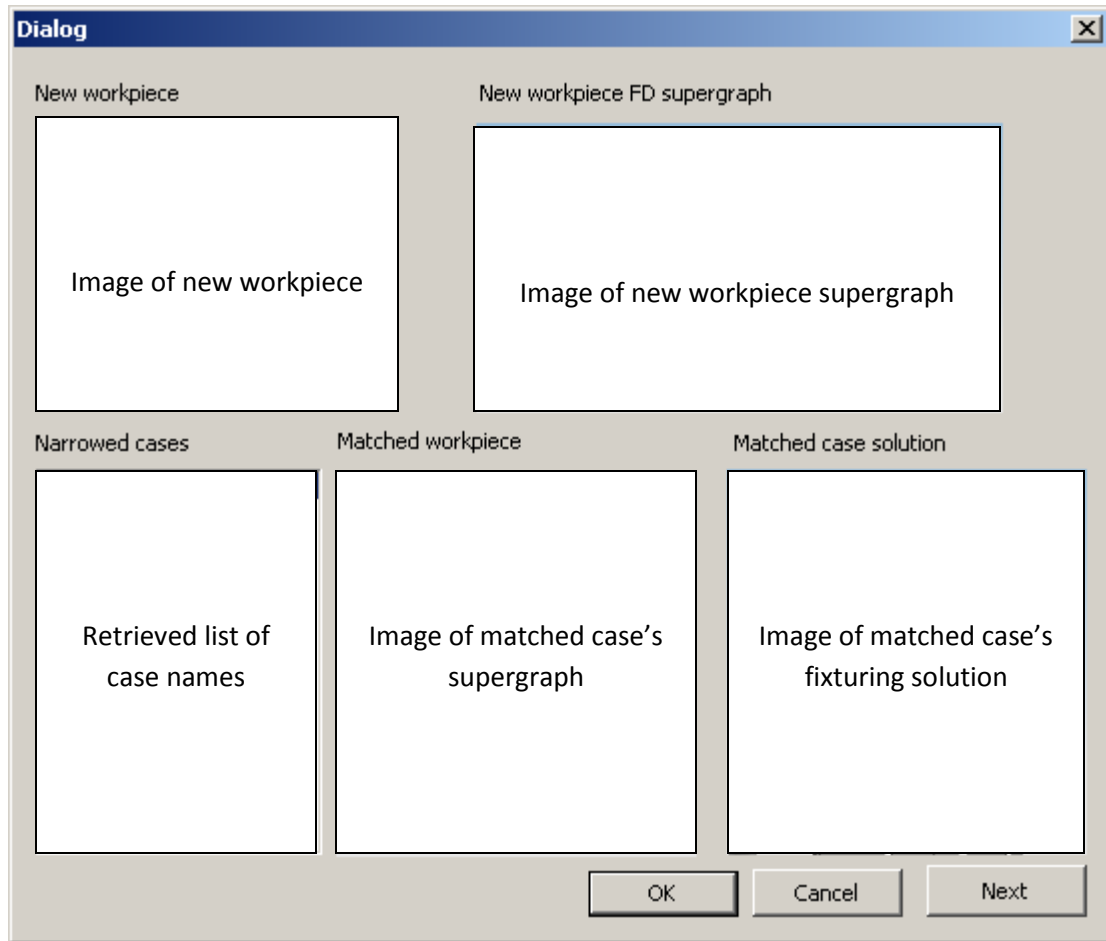 Dialog
New workpiece
New workpiece FD supergraph
Image of new workpiece
Image of new workpiece supergraph
Narrowed cases
Matched workpiece
Matched case solution
Retrieved list of
case names
Image of matched case’s
supergraph
Image of matched case’s
fixturing solution
OK
Cancel
Next